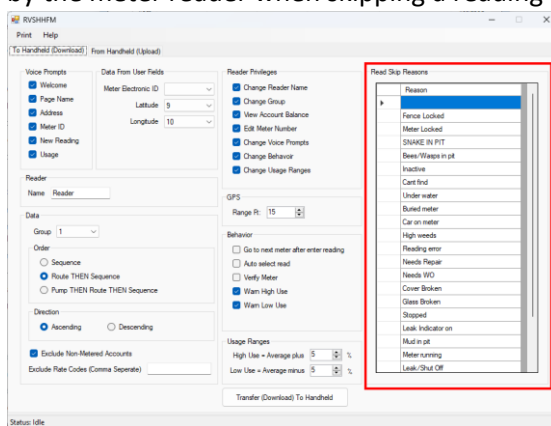 by the meter reader when skipping a reading
RVSHHFM
Print Help
To Handheld (Download) From Handheld (Upload)
Voice Prompts
Welcome
Page Name
Address
Meter ID
New Reading
Usage
Data From User Fields
Meter Electronic ID
Latitude 9
Longtitude 10
Reader
Name Reader
Data
Group 1
Order
Sequence
Route THEN Sequence
Pump THEN Route THEN Sequence
Direction
Ascending Descending
Exclude Non-Metered Accounts
Exclude Rate Codes (Comma Seperate)
Reader Privileges
Change Reader Name
Change Group
View Account Balance
Edit Meter Number
Change Voice Prompts
Change Behavoir
Change Usage Ranges
GPS
Range Ft: 15
Behavior
Go to next meter after enter reading
Auto select read
Verify Meter
Warn High Use
Warn Low Use
Usage Ranges
High Use = Average plus 5 %
Low Use = Average minus 5 %
Transfer (Download) To Handheld
Read Skip Reasons
Reason
Fence Locked
Meter Locked
SNAKE IN PIT
Bees/Wasps in pit
Inactive
Cant find
Under water
Buried meter
Car on meter
High weeds
Reading error
Needs Repair
Needs WO
Cover Broken
Glass Broken
Stopped
Leak Indicator on
Mud in pit
Meter running
Leak/Shut Off
Status: Idle